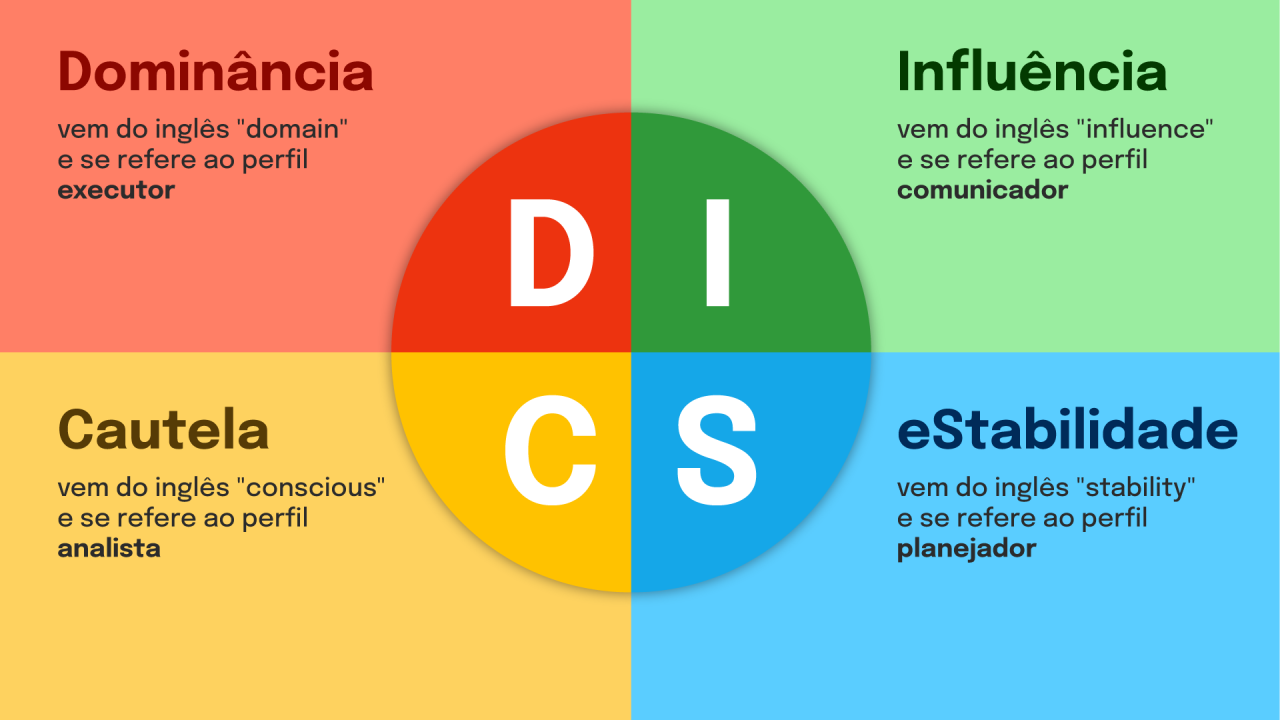 Dominância
vem do inglês "domain"
e se refere ao perfil
executor
Influência
vem do inglês "influence"
e se refere ao perfil
comunicador
D
I
C
S
Cautela
vem do inglês "conscious"
e se refere ao perfil
analista
eStabilidade
vem do inglês "stability"
e se refere ao perfil
planejador